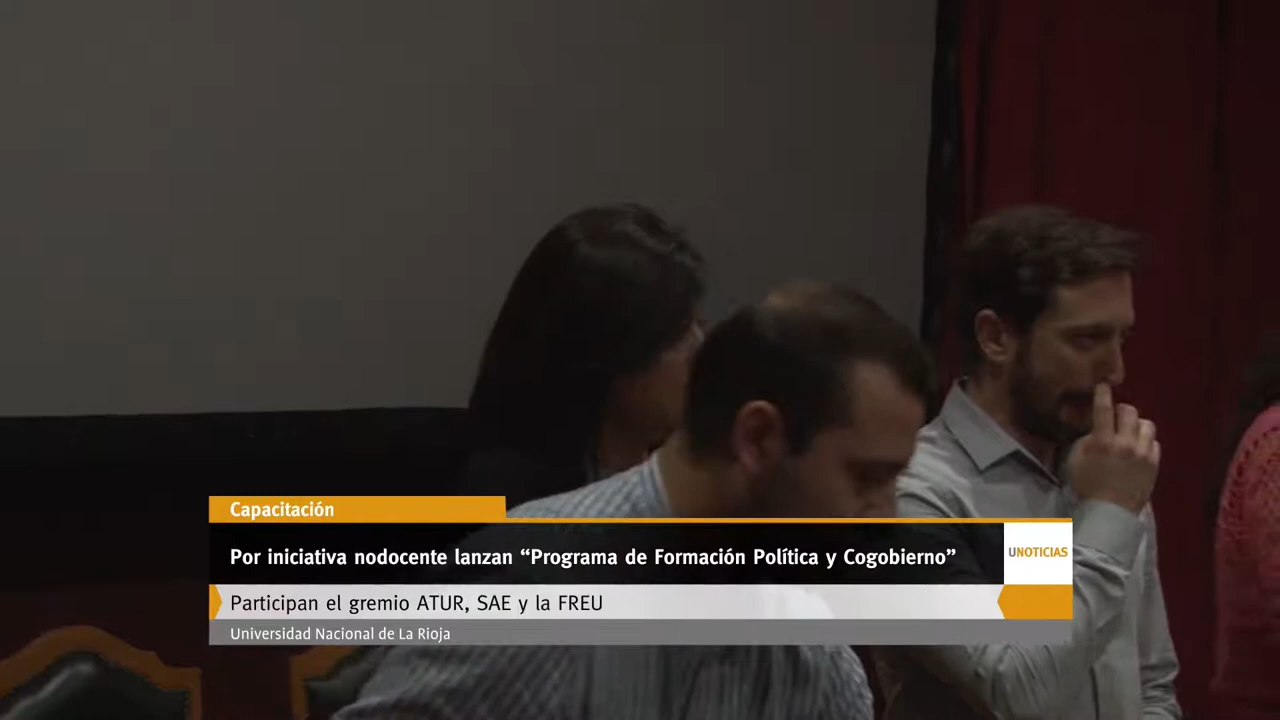 Capacitación
Por iniciativa nodocente lanzan “Programa de Formación Política y Cogobierno”
UNOTICIAS
Participan el gremio ATUR, SAE y la FREU
Universidad Nacional de La Rioja